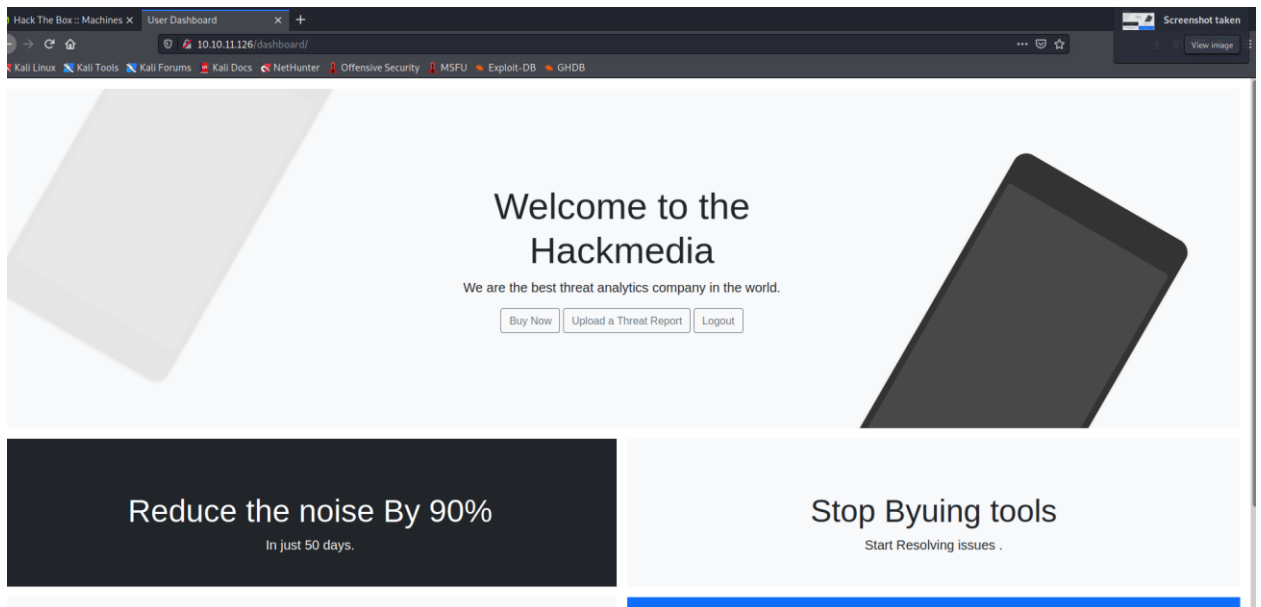 Hack The Box :: Machines
User Dashboard
Screenshot taken
10.10.11.126/dashboard/
View image
Kali Linux Kali Tools Kali Forums Kali Docs NetHunter Offensive Security MSFU Exploit-DB GHDB
Welcome to the
Hackmedia
We are the best threat analytics company in the world.
Buy Now Upload a Threat Report Logout
Reduce the noise By 90%
In just 50 days.
Stop Byuing tools
Start Resolving issues .